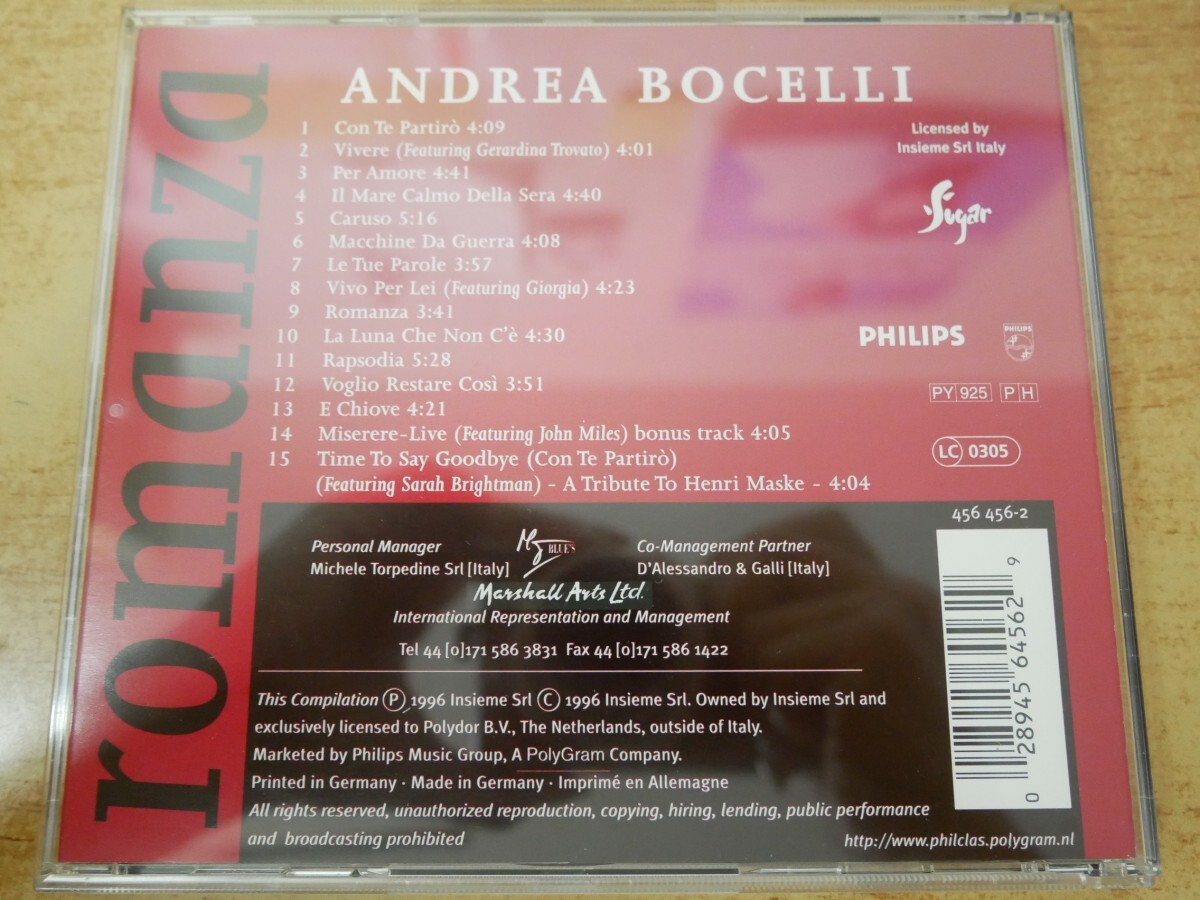 romanza
ANDREA BOCELLI
1 Con Te Partirò 4:09
2 Vivere (Featuring Gerardina Trovato) 4:01
3 Per Amore 4:41
4 Il Mare Calmo Della Sera 4:40
5 Caruso 5:16
6 Macchine Da Guerra 4:08
7 Le Tue Parole 3:57
8 Vivo Per Lei (Featuring Giorgia) 4:23
9 Romanza 3:41
10 La Luna Che Non C'è 4:30
11 Rapsodia 5:28
12 Voglio Restare Così 3:51
13 E Chiove 4:21
14 Miserere-Live (Featuring John Miles) bonus track 4:05
15 Time To Say Goodbye (Con Te Partirò)
(Featuring Sarah Brightman) - A Tribute To Henri Maske - 4:04
Licensed by
Insieme Srl Italy
Sugar
PHILIPS
PHILIPS
PY 925 P H
LC 0305
456 456-2
0 28945 64562 9
Personal Manager
Michele Torpedine Srl [Italy]
BLUE'S
Co-Management Partner
D'Alessandro & Galli [Italy]
Marshall Arts Ltd.
International Representation and Management
Tel 44 [0]171 586 3831 Fax 44 [0]171 586 1422
This Compilation Ⓟ 1996 Insieme Srl Ⓒ 1996 Insieme Srl. Owned by Insieme Srl and
exclusively licensed to Polydor B.V., The Netherlands, outside of Italy.
Marketed by Philips Music Group, A PolyGram Company.
Printed in Germany · Made in Germany · Imprimé en Allemagne
All rights reserved, unauthorized reproduction, copying, hiring, lending, public performance
and broadcasting prohibited
http://www.philclas.polygram.nl